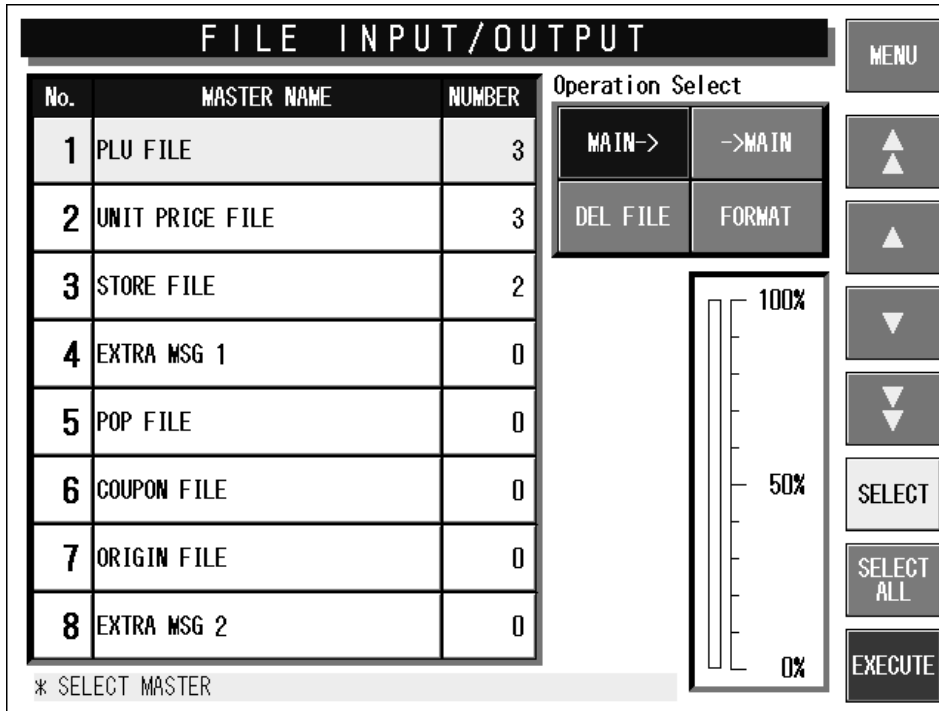 FILE INPUT/OUTPUT
MENU
No. MASTER NAME NUMBER
1 PLU FILE 3
2 UNIT PRICE FILE 3
3 STORE FILE 2
4 EXTRA MSG 1 0
5 POP FILE 0
6 COUPON FILE 0
7 ORIGIN FILE 0
8 EXTRA MSG 2 0
* SELECT MASTER
Operation Select
MAIN-> ->MAIN
DEL FILE FORMAT
100%
50%
0%
SELECT
SELECT
ALL
EXECUTE